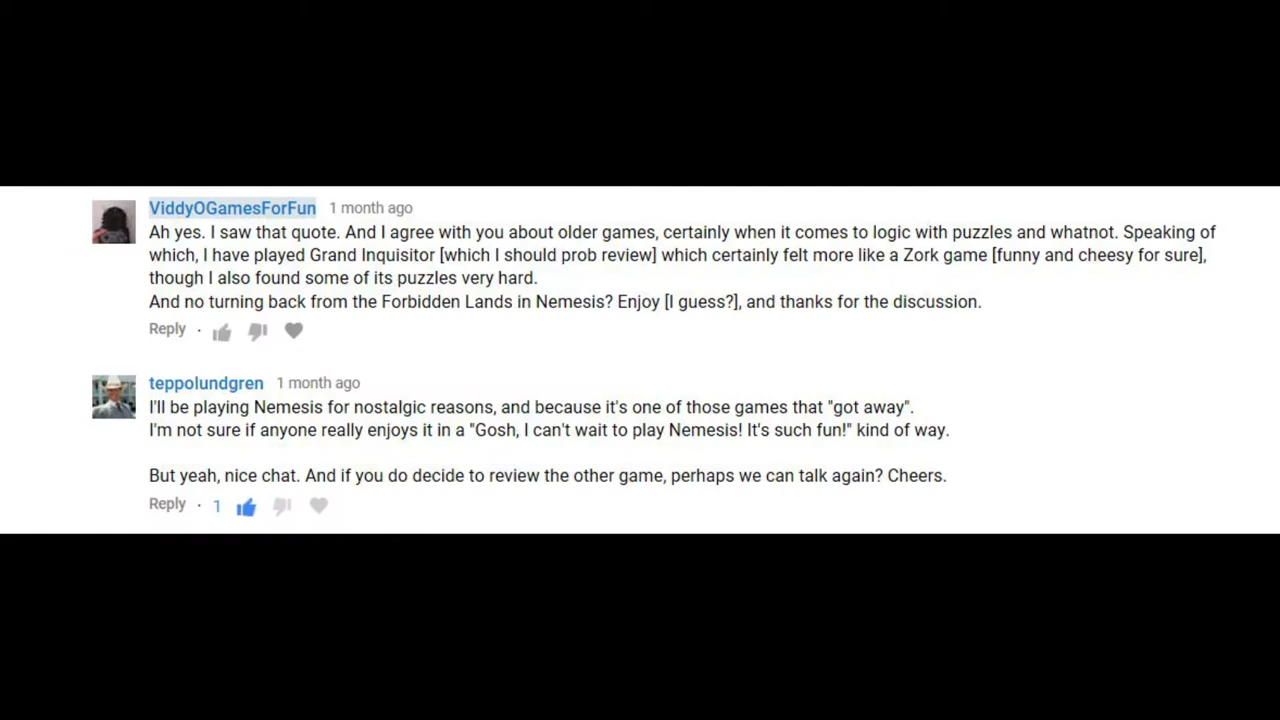 ViddyOGamesForFun 1 month ago
Ah yes. I saw that quote. And I agree with you about older games, certainly when it comes to logic with puzzles and whatnot. Speaking of
which, I have played Grand Inquisitor [which I should prob review] which certainly felt more like a Zork game [funny and cheesy for sure],
though I also found some of its puzzles very hard.
And no turning back from the Forbidden Lands in Nemesis? Enjoy [I guess?], and thanks for the discussion.
Reply ·
teppolundgren 1 month ago
I'll be playing Nemesis for nostalgic reasons, and because it's one of those games that "got away".
I'm not sure if anyone really enjoys it in a "Gosh, I can't wait to play Nemesis! It's such fun!" kind of way.
But yeah, nice chat. And if you do decide to review the other game, perhaps we can talk again? Cheers.
Reply · 1